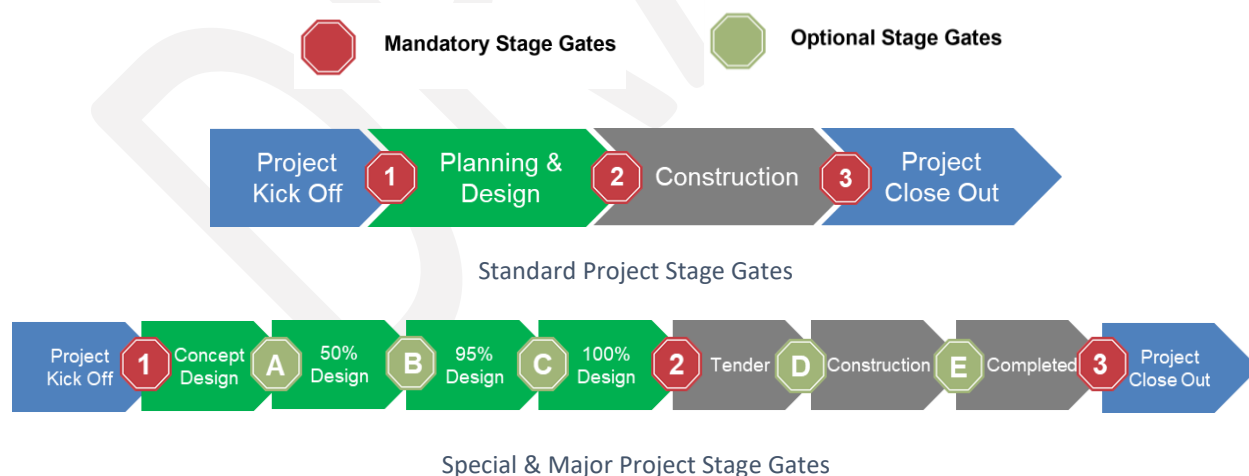 Mandatory Stage Gates
Optional Stage Gates
Project
Kick Off
1
Planning &
Design
2
Construction
3
Project
Close Out
Standard Project Stage Gates
Project
Kick Off
1
Concept
Design
A
50%
Design
B
95%
Design
C
100%
Design
2
Tender
D
Construction
E
Completed
3
Project
Close Out
Special & Major Project Stage Gates